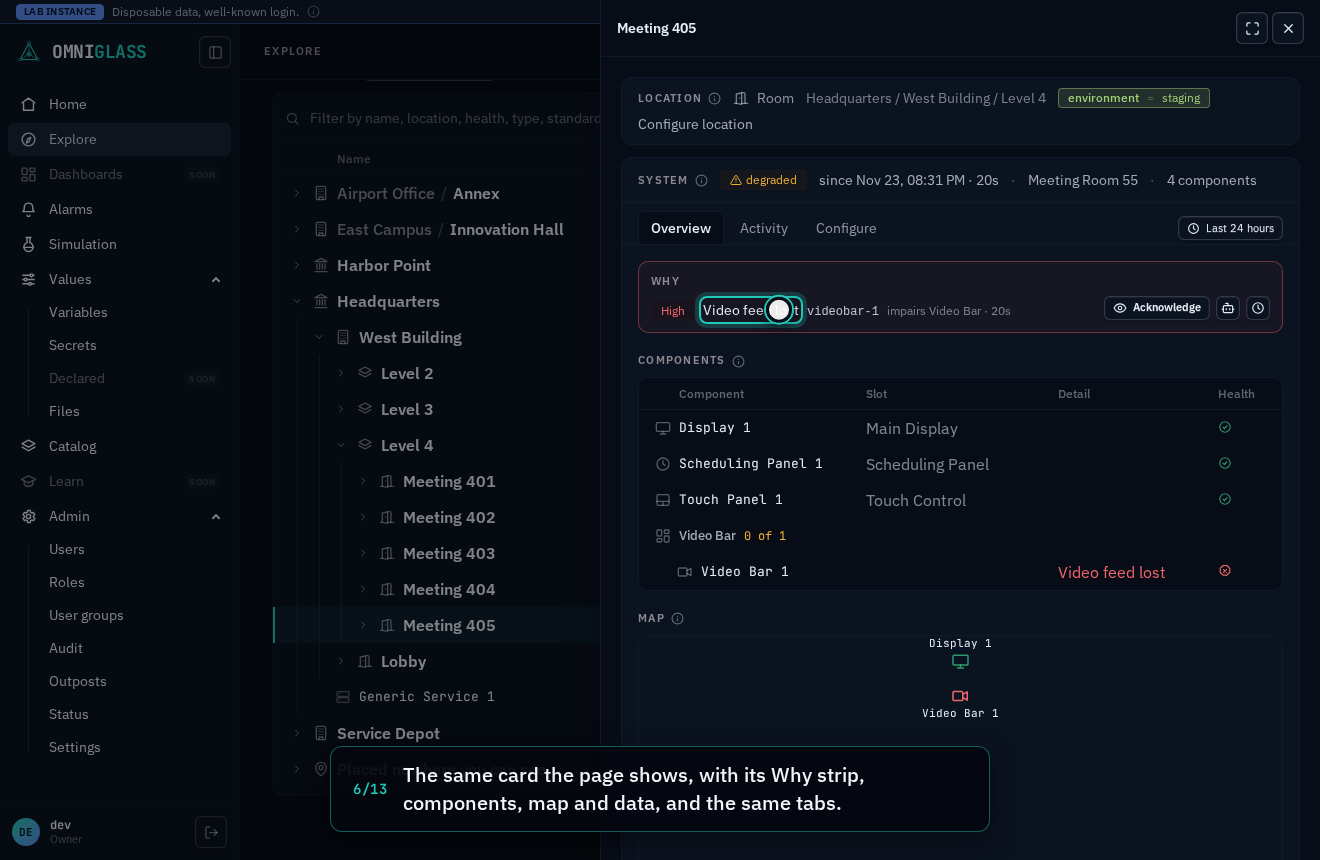 LAB INSTANCE Disposable data, well-known login.
OMNIGLASS
Home
Explore
Dashboards SOON
Alarms
Simulation
Values
Variables
Secrets
Declared SOON
Files
Catalog
Learn SOON
Admin
Users
Roles
User groups
Audit
Outposts
Status
Settings
DE dev
Owner
EXPLORE
Filter by name, location, health, type, standard
Name
Airport Office / Annex
East Campus / Innovation Hall
Harbor Point
Headquarters
West Building
Level 2
Level 3
Level 4
Meeting 401
Meeting 402
Meeting 403
Meeting 404
Meeting 405
Lobby
Generic Service 1
Service Depot
Meeting 405
LOCATION Room Headquarters / West Building / Level 4 environment = staging
Configure location
SYSTEM degraded since Nov 23, 08:31 PM · 20s · Meeting Room 55 · 4 components
Overview Activity Configure Last 24 hours
WHY
High Video feed lost videobar-1 impairs Video Bar · 20s Acknowledge
COMPONENTS
Component Slot Detail Health
Display 1 Main Display
Scheduling Panel 1 Scheduling Panel
Touch Panel 1 Touch Control
Video Bar 0 of 1
Video Bar 1 Video feed lost
MAP
Display 1
Video Bar 1
6/13 The same card the page shows, with its Why strip,
components, map and data, and the same tabs.